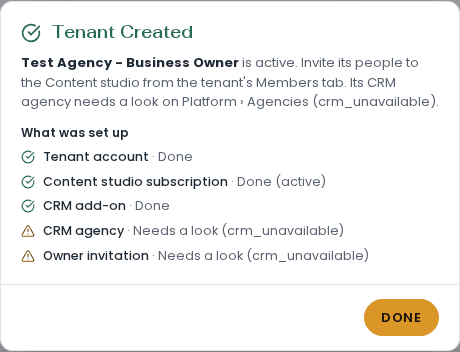 Tenant Created
Test Agency - Business Owner is active. Invite its people to
the Content studio from the tenant's Members tab. Its CRM
agency needs a look on Platform › Agencies (crm_unavailable).
What was set up
Tenant account · Done
Content studio subscription · Done (active)
CRM add-on · Done
CRM agency · Needs a look (crm_unavailable)
Owner invitation · Needs a look (crm_unavailable)
DONE